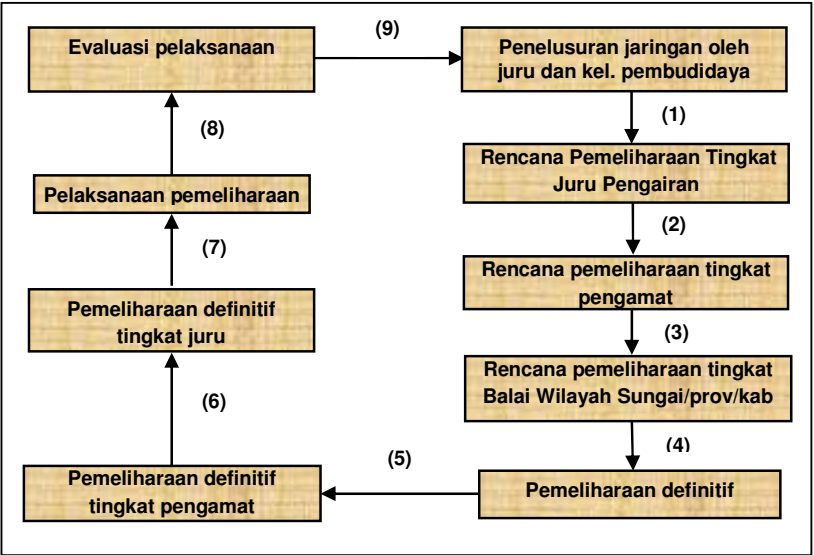 Evaluasi pelaksanaan
(9)
Penelusuran jaringan oleh
juru dan kel. pembudidaya
(1)
Rencana Pemeliharaan Tingkat
Juru Pengairan
(2)
Rencana pemeliharaan tingkat
pengamat
(3)
Rencana pemeliharaan tingkat
Balai Wilayah Sungai/prov/kab
(4)
Pemeliharaan definitif
(5)
Pemeliharaan definitif
tingkat pengamat
(6)
Pemeliharaan definitif
tingkat juru
(7)
Pelaksanaan pemeliharaan
(8)